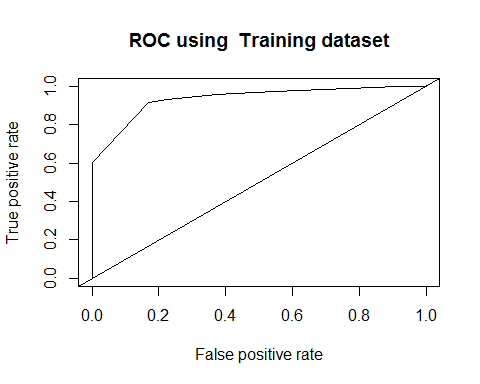 ROC using  Training dataset
True positive rate
1.0
0.8
0.6
0.4
0.2
0.0
0.0 0.2 0.4 0.6 0.8 1.0
False positive rate